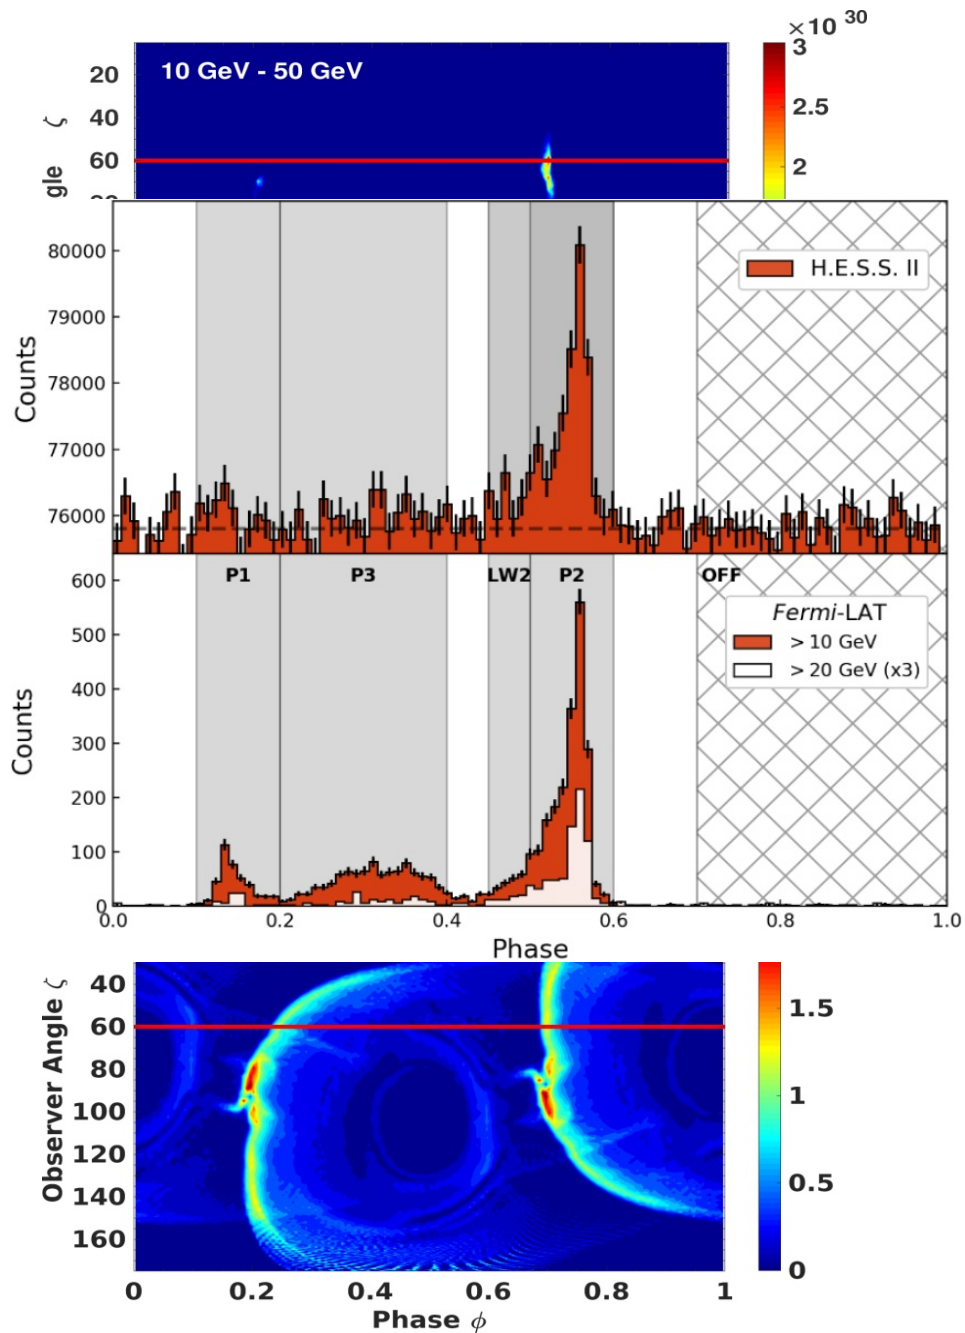 ×10 30
10 GeV - 50 GeV
3
2.5
2
20
40
60
gle ζ
80000
79000
78000
77000
76000
Counts
H.E.S.S. II
P1
P3
LW2
P2
OFF
600
500
400
300
200
100
0
Counts
Fermi-LAT
> 10 GeV
> 20 GeV (x3)
0.0
0.2
0.4
0.6
0.8
1.0
Phase
40
60
80
100
120
140
160
Observer Angle ζ
1.5
1
0.5
0
0
0.2
0.4
0.6
0.8
1
Phase ϕ